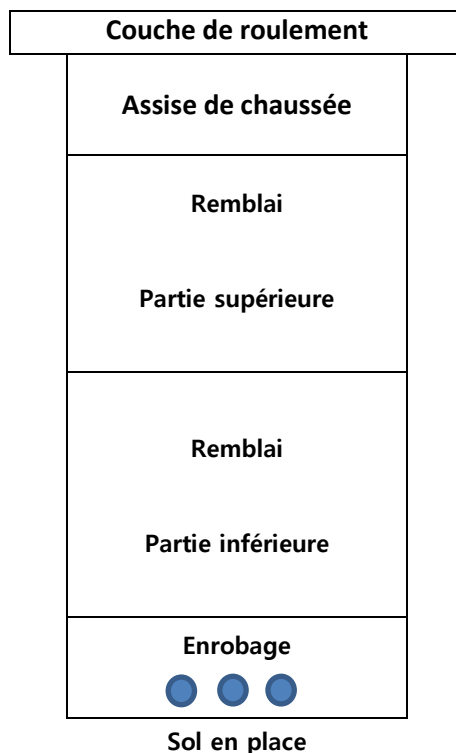 Couche de roulement
Assise de chaussée
Remblai
Partie supérieure
Remblai
Partie inférieure
Enrobage
Sol en place